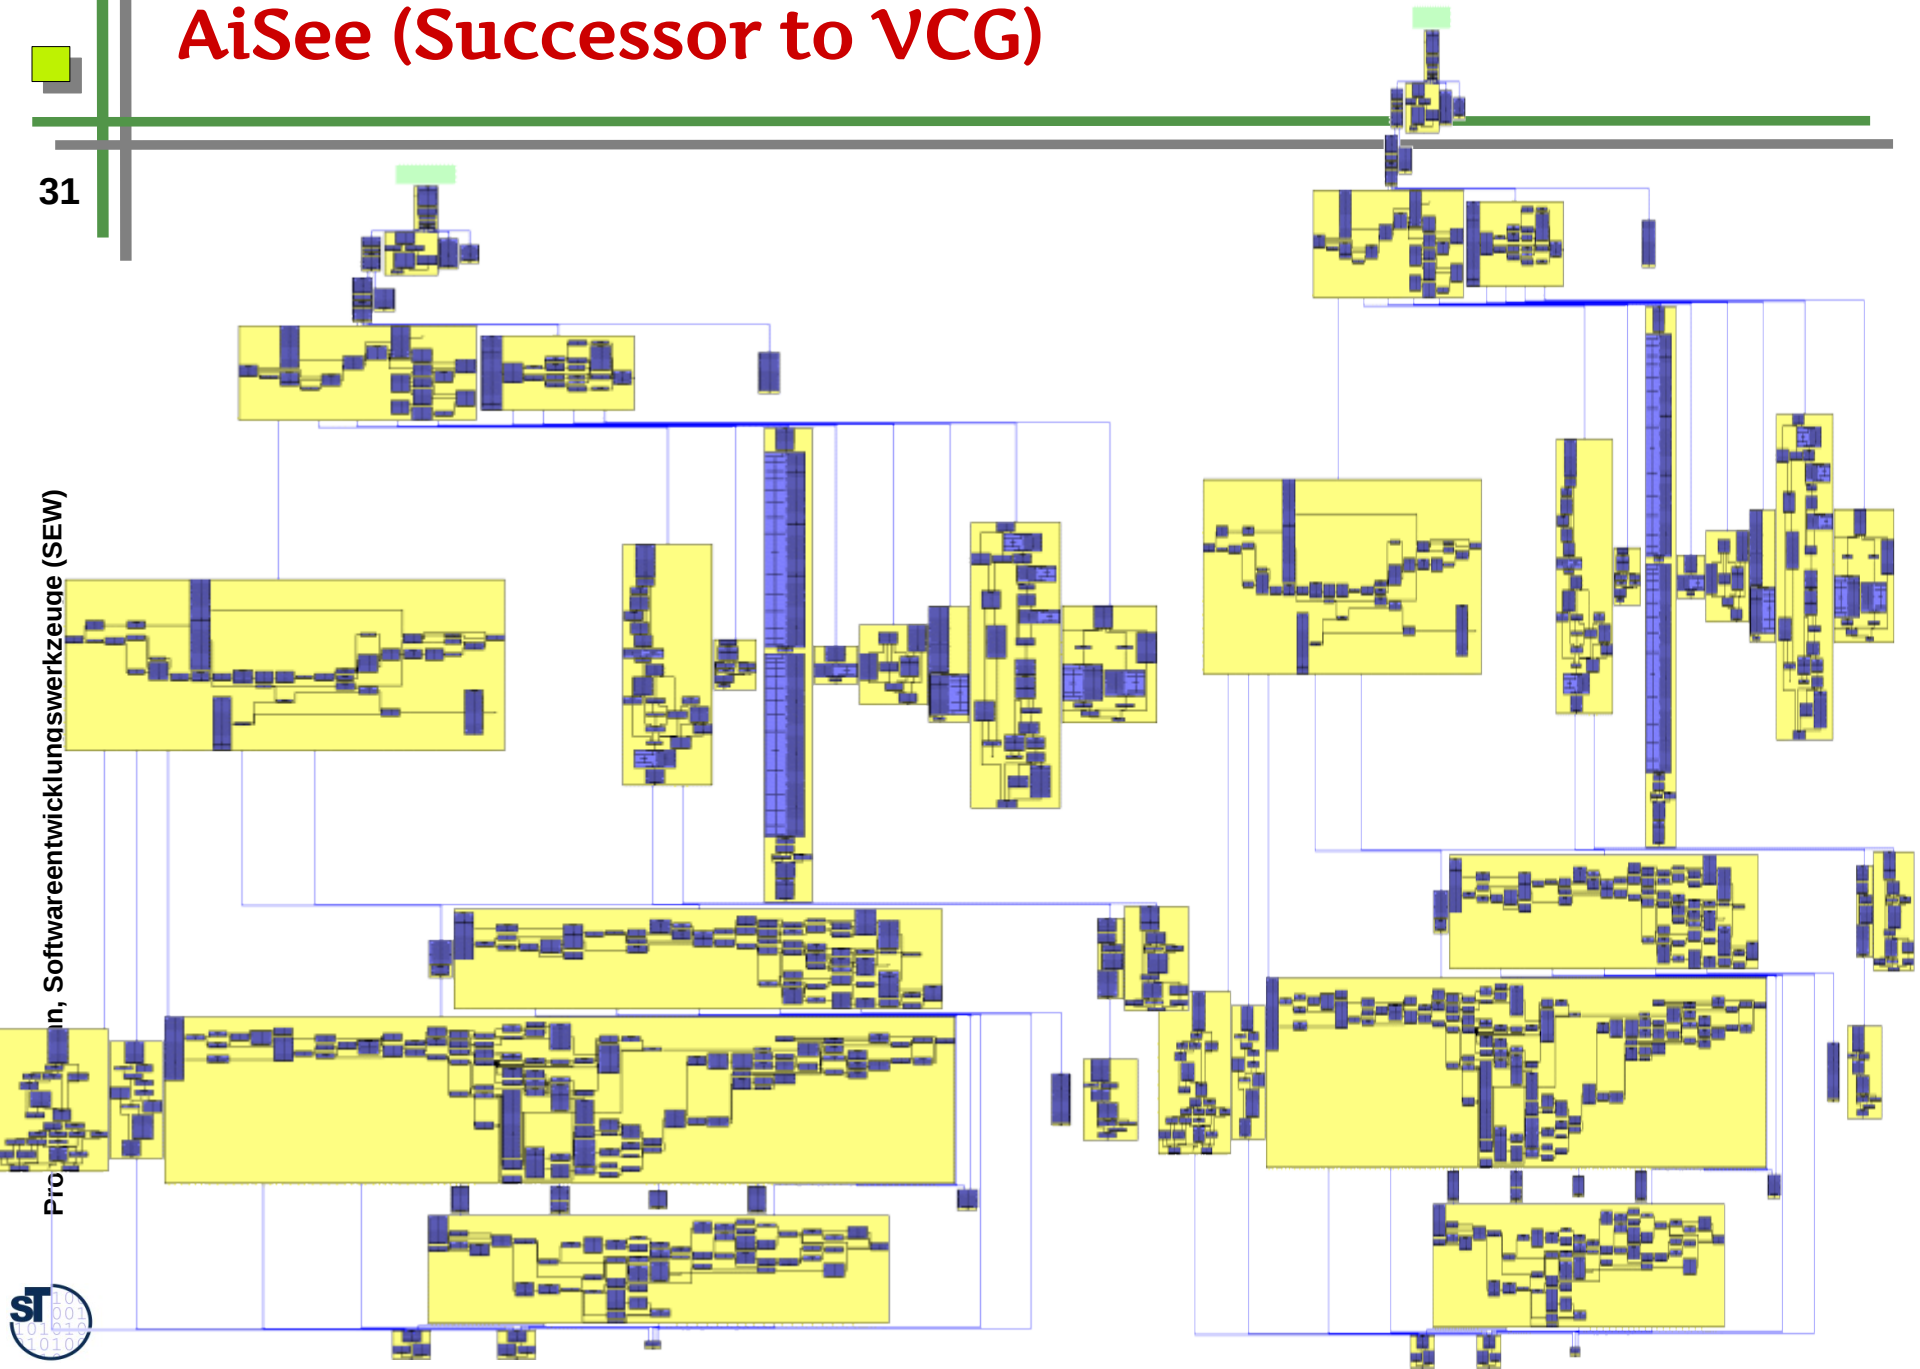 AiSee (Successor to VCG)
31
Pro n, Softwareentwicklungswerkzeuge (SEW)
ST